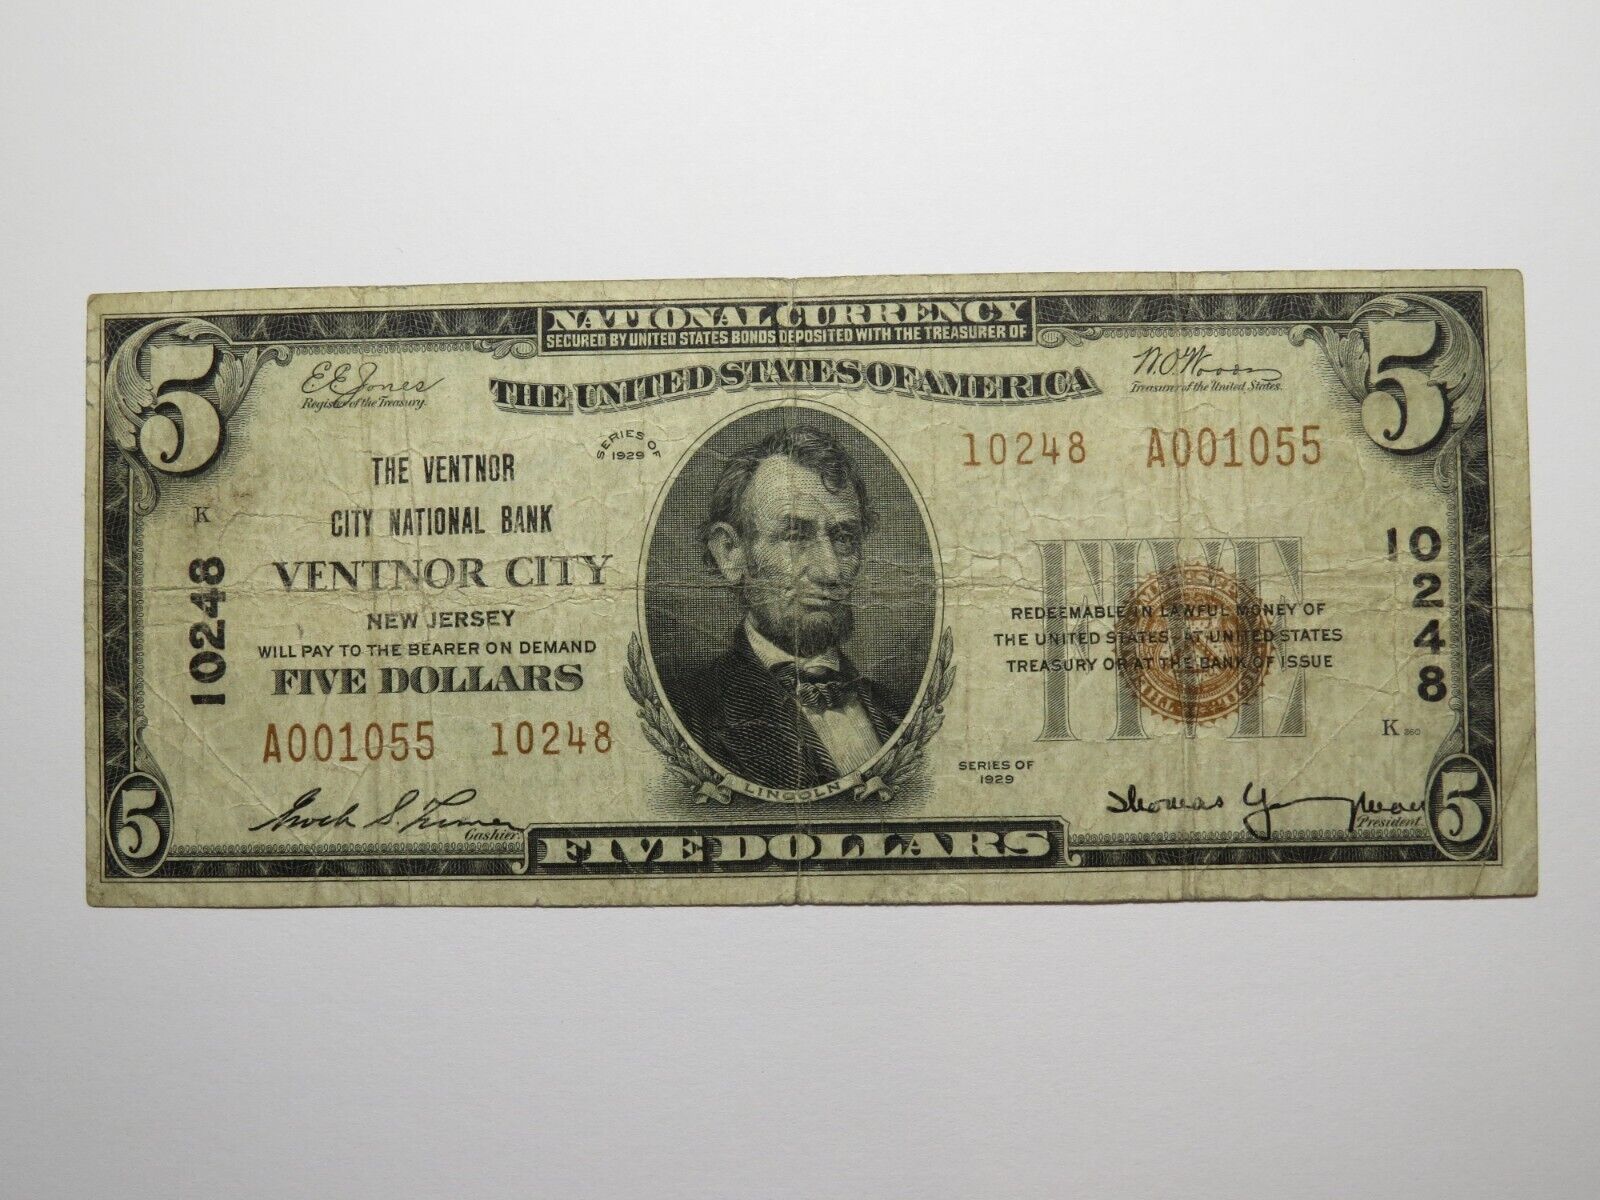 NATIONAL CURRENCY
SECURED BY UNITED STATES BONDS DEPOSITED WITH THE TREASURER OF
THE UNITED STATES OF AMERICA
5
5
E E Jones
Register of the Treasury.
W. O. Woods
Treasurer of the United States.
SERIES OF
1929
10248 A001055
THE VENTNOR
CITY NATIONAL BANK
K
VENTNOR CITY
NEW JERSEY
WILL PAY TO THE BEARER ON DEMAND
FIVE DOLLARS
10248
A001055 10248
LINCOLN
FIVE
REDEEMABLE IN LAWFUL MONEY OF
THE UNITED STATES AT UNITED STATES
TREASURY OR AT THE BANK OF ISSUE
10248
K 360
SERIES OF
1929
Cashier
Thomas
President
5
FIVE DOLLARS
5